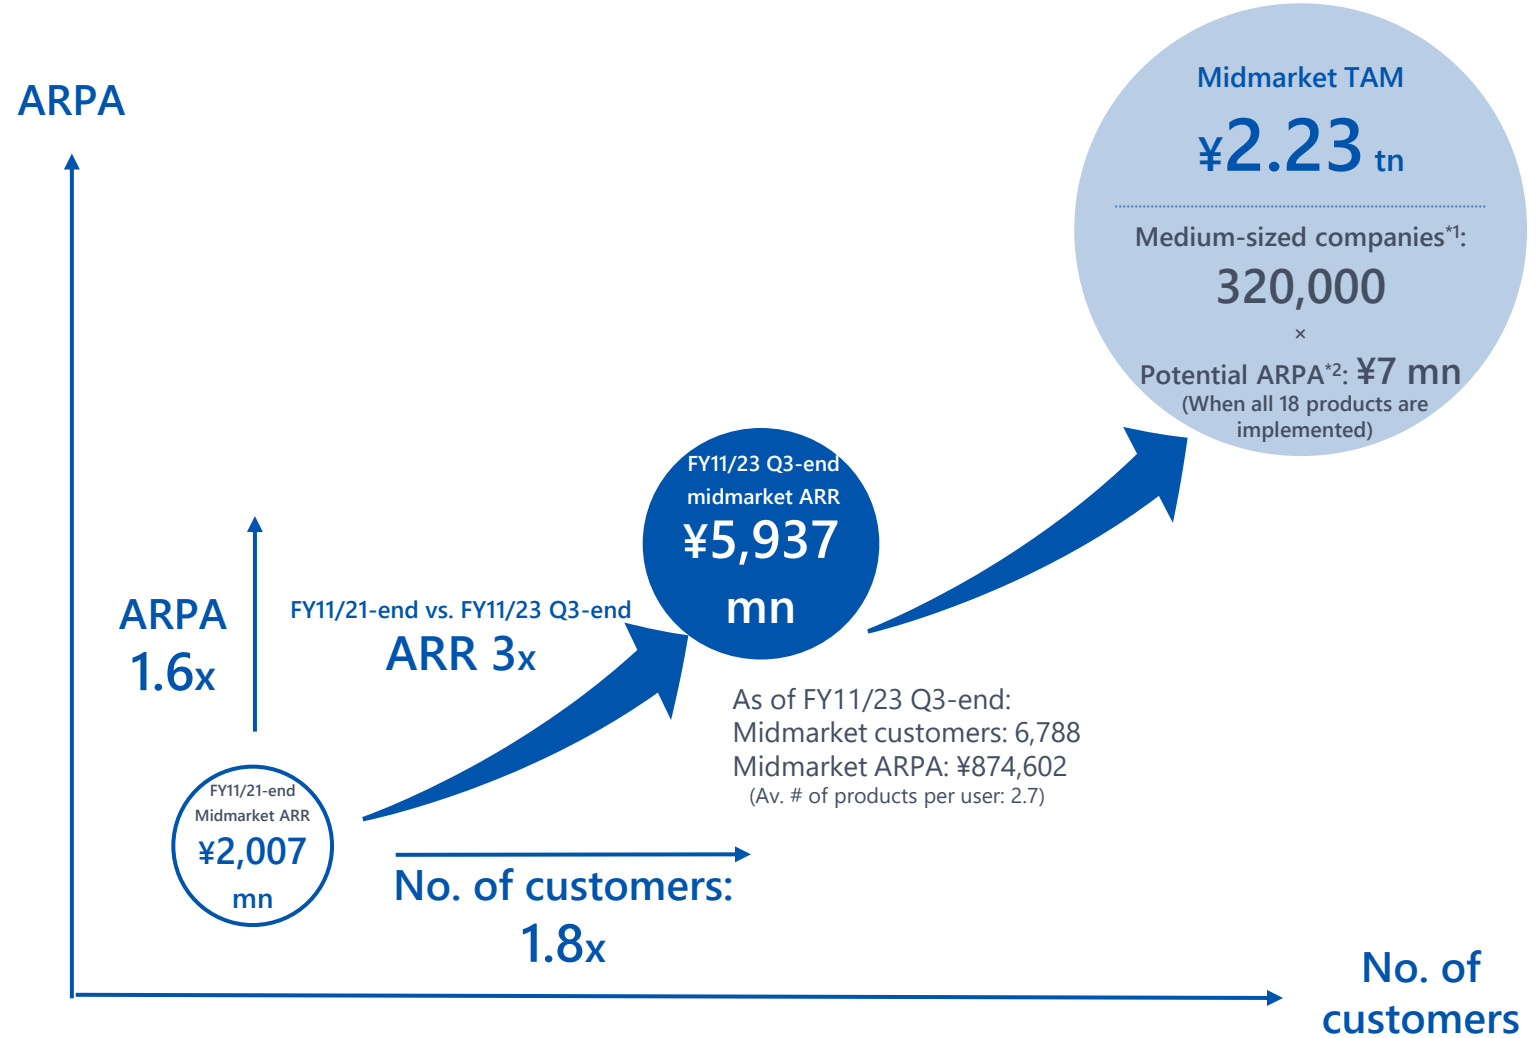 ARPA
Midmarket TAM
¥2.23 tn
Medium-sized companies*1:
320,000
×
Potential ARPA*2: ¥7 mn
(When all 18 products are
implemented)
FY11/23 Q3-end
midmarket ARR
¥5,937
mn
ARPA
1.6x
FY11/21-end vs. FY11/23 Q3-end
ARR 3x
As of FY11/23 Q3-end:
Midmarket customers: 6,788
Midmarket ARPA: ¥874,602
(Av. # of products per user: 2.7)
FY11/21-end
Midmarket ARR
¥2,007
mn
No. of customers:
1.8x
No. of
customers